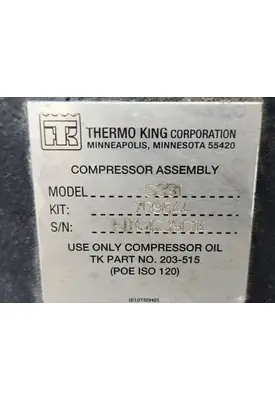 TK
THERMO KING CORPORATION
MINNEAPOLIS, MINNESOTA 55420
COMPRESSOR ASSEMBLY
MODEL
KIT:
S/N:
USE ONLY COMPRESSOR OIL
TK PART NO. 203-515
(POE ISO 120)